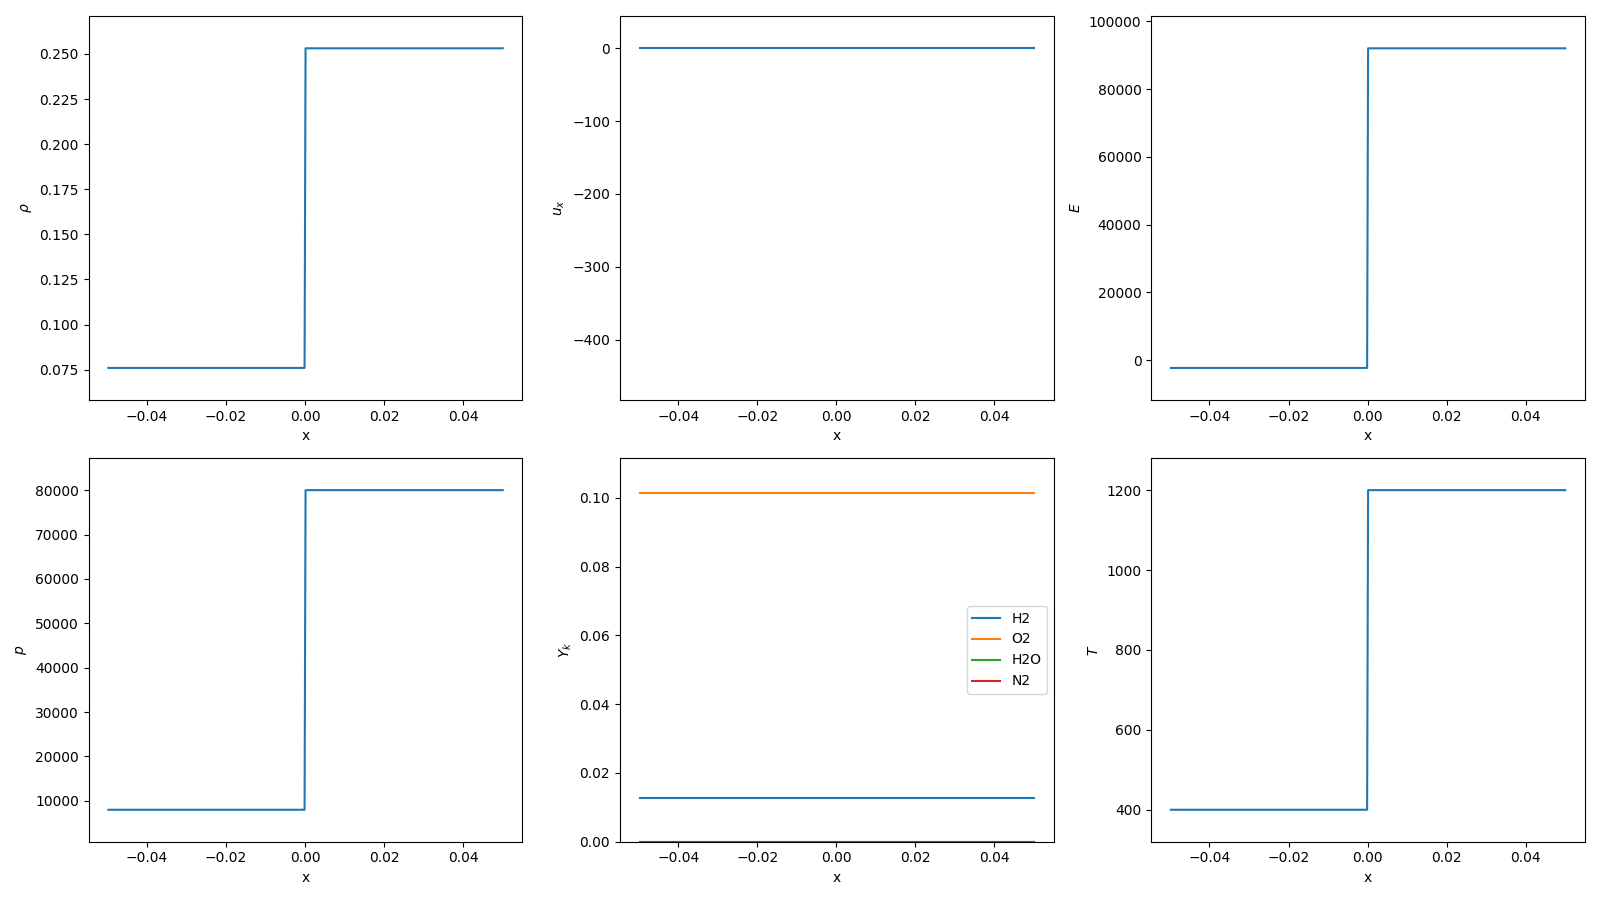 0.250
0.225
0.200
0.175
0.150
0.125
0.100
0.075
ρ
−0.04 −0.02 0.00 0.02 0.04
x
0
−100
−200
−300
−400
u_x
−0.04 −0.02 0.00 0.02 0.04
x
100000
80000
60000
40000
20000
0
E
−0.04 −0.02 0.00 0.02 0.04
x
80000
70000
60000
50000
40000
30000
20000
10000
p
−0.04 −0.02 0.00 0.02 0.04
x
0.10
0.08
0.06
0.04
0.02
0.00
Y_k
H2
O2
H2O
N2
−0.04 −0.02 0.00 0.02 0.04
x
1200
1000
800
600
400
T
−0.04 −0.02 0.00 0.02 0.04
x